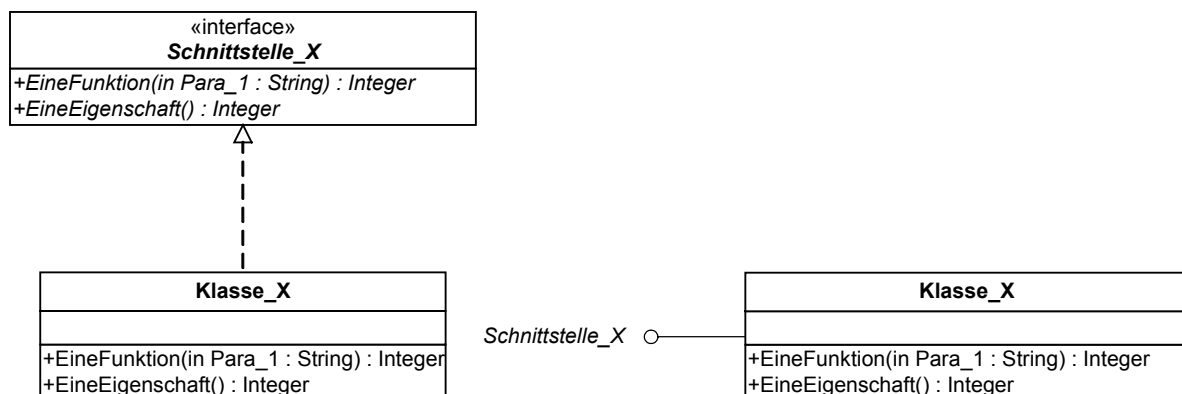 «interface»
Schnittstelle_X
+EineFunktion(in Para_1 : String) : Integer
+EineEigenschaft() : Integer
Klasse_X
+EineFunktion(in Para_1 : String) : Integer
+EineEigenschaft() : Integer
Schnittstelle_X
Klasse_X
+EineFunktion(in Para_1 : String) : Integer
+EineEigenschaft() : Integer